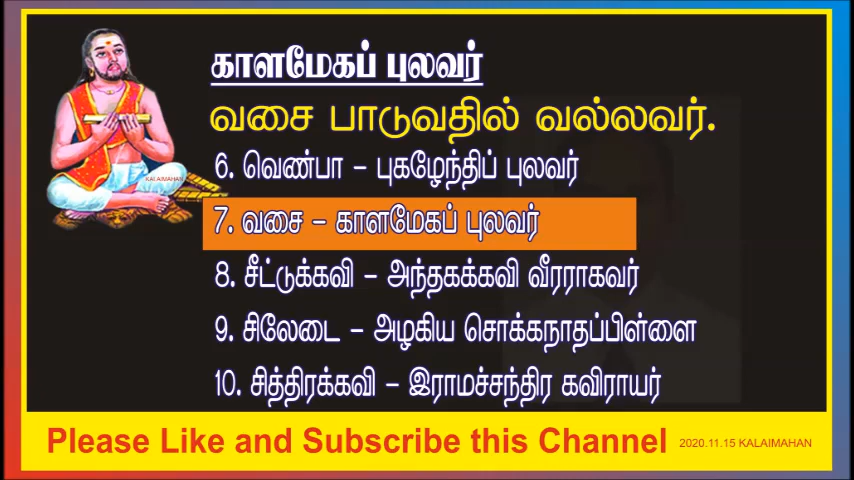 காளமேகப் புலவர்
வசை பாடுவதில் வல்லவர்.
6. வெண்பா – புகழேந்திப் புலவர்
KALAIMAHAN
7. வசை – காளமேகப் புலவர்
8. சீட்டுக்கவி – அந்தகக்கவி வீரராகவர்
9. சிலேடை – அழகிய சொக்கநாதப்பிள்ளை
10. சித்திரக்கவி – இராமச்சந்திர கவிராயர்
Please Like and Subscribe this Channel 2020.11.15 KALAIMAHAN